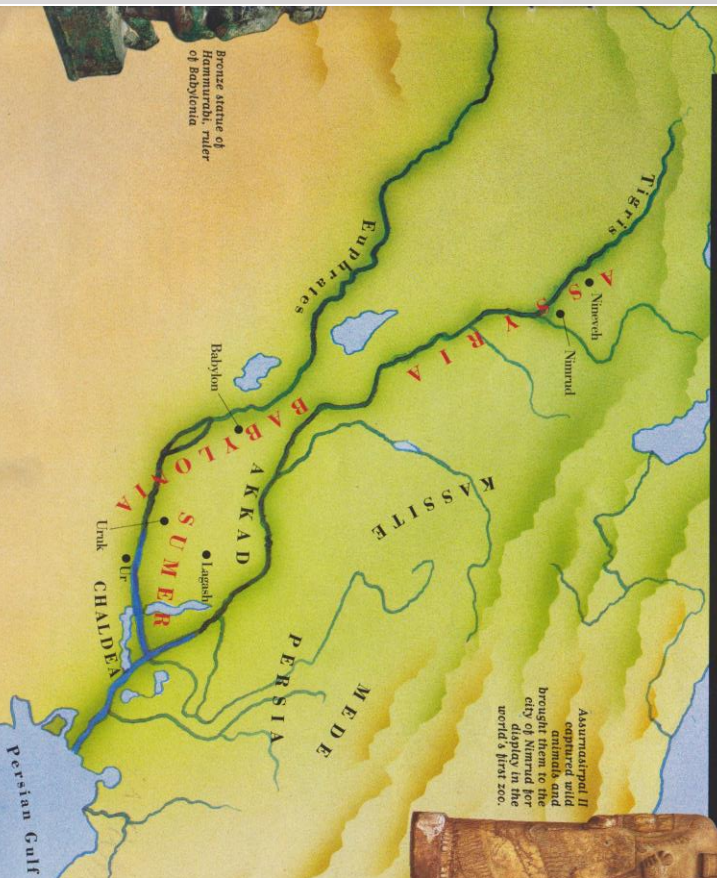 Tigris
Nineveh
Nimrud
ASSYRIA
Assurnasirpal II
captured wild
animals and
brought them to the
city of Nimrud for
display in the
world's first zoo.
Euphrates
KASSITE
MEDE
PERSIA
BABYLONIA
AKKAD
Babylon
SUMER
Lagash
Uruk
Ur
CHALDEA
Bronze statue of
Hammurabi, ruler
of Babylonia
Persian Gulf